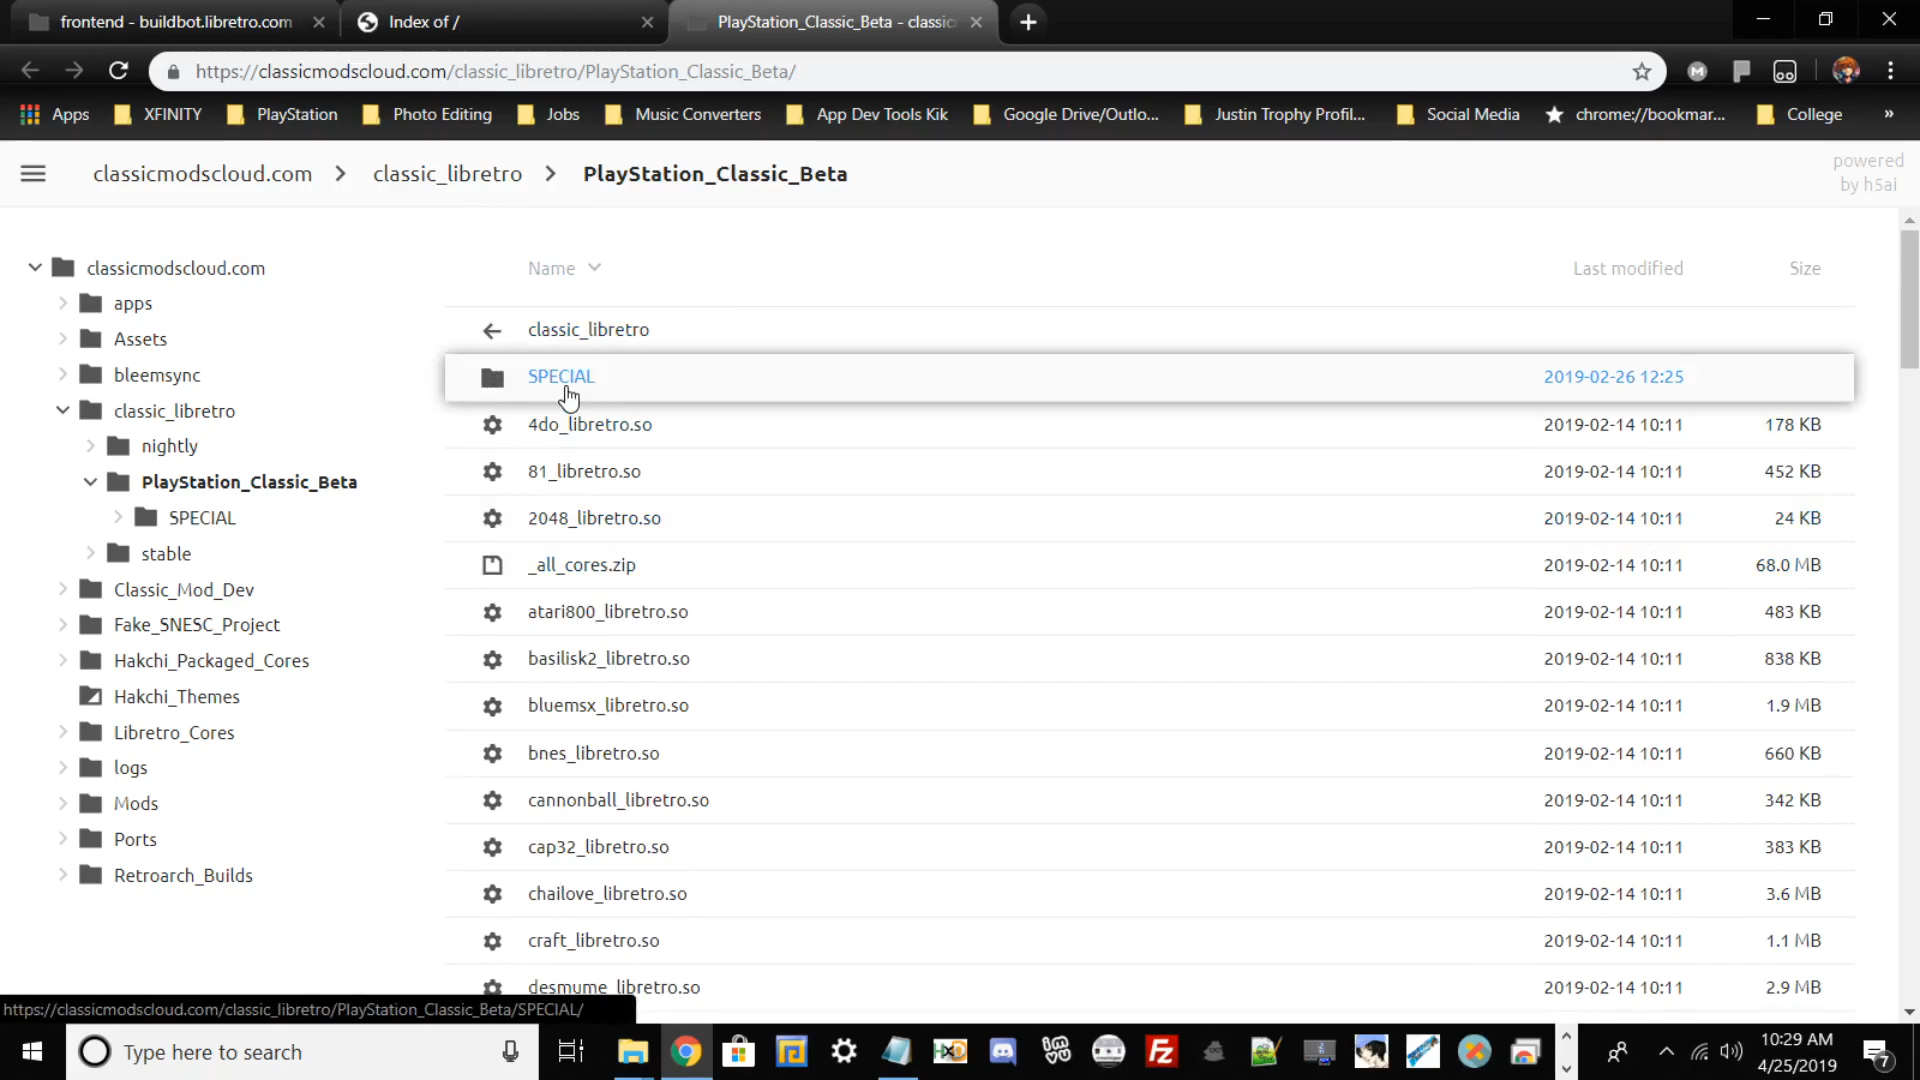 frontend - buildbot.libretro.com
Index of /
PlayStation_Classic_Beta - classic
https://classicmodscloud.com/classic_libretro/PlayStation_Classic_Beta/
Apps XFINITY PlayStation Photo Editing Jobs Music Converters App Dev Tools Kik Google Drive/Outlo... Justin Trophy Profil... Social Media chrome://bookmar... College »
classicmodscloud.com classic_libretro PlayStation_Classic_Beta
powered
by h5ai
classicmodscloud.com
apps
Assets
bleemsync
classic_libretro
nightly
PlayStation_Classic_Beta
SPECIAL
stable
Classic_Mod_Dev
Fake_SNESC_Project
Hakchi_Packaged_Cores
Hakchi_Themes
Libretro_Cores
logs
Mods
Ports
Retroarch_Builds
Name Last modified Size
classic_libretro
SPECIAL 2019-02-26 12:25
4do_libretro.so 2019-02-14 10:11 178 KB
81_libretro.so 2019-02-14 10:11 452 KB
2048_libretro.so 2019-02-14 10:11 24 KB
_all_cores.zip 2019-02-14 10:11 68.0 MB
atari800_libretro.so 2019-02-14 10:11 483 KB
basilisk2_libretro.so 2019-02-14 10:11 838 KB
bluemsx_libretro.so 2019-02-14 10:11 1.9 MB
bnes_libretro.so 2019-02-14 10:11 660 KB
cannonball_libretro.so 2019-02-14 10:11 342 KB
cap32_libretro.so 2019-02-14 10:11 383 KB
chailove_libretro.so 2019-02-14 10:11 3.6 MB
craft_libretro.so 2019-02-14 10:11 1.1 MB
desmume_libretro.so 2019-02-14 10:11 2.9 MB
https://classicmodscloud.com/classic_libretro/PlayStation_Classic_Beta/SPECIAL/
Type here to search
10:29 AM
4/25/2019
7